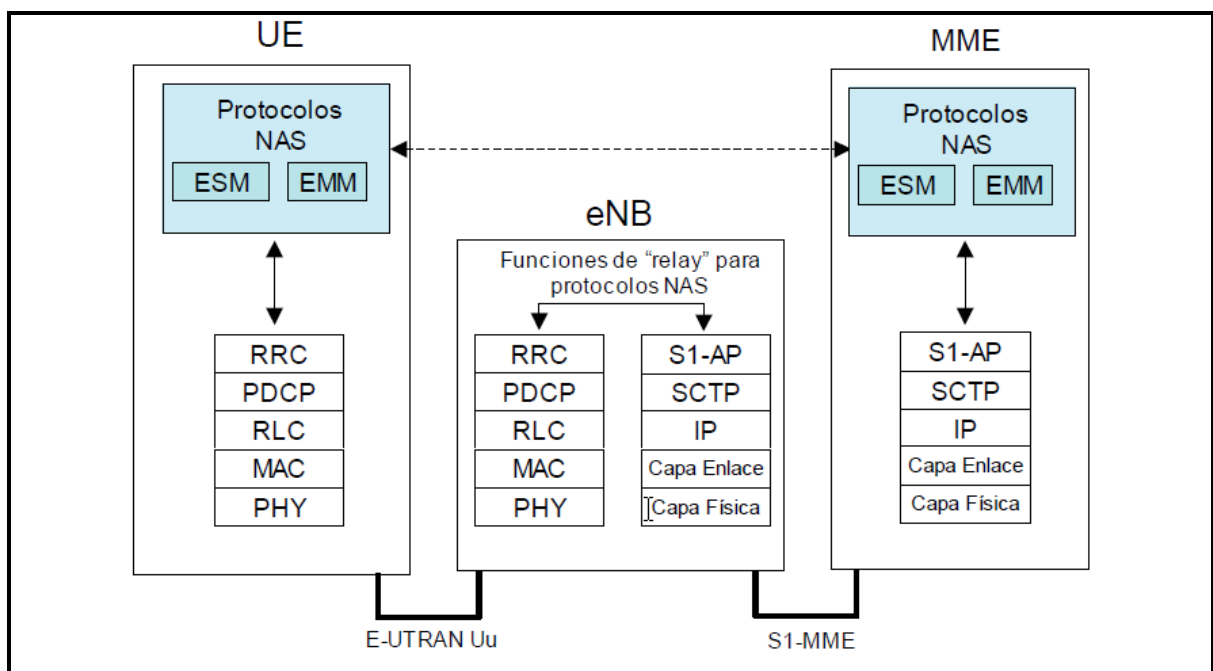 UE
Protocolos
NAS
ESM
EMM
RRC
PDCP
RLC
MAC
PHY
eNB
Funciones de “relay” para
protocolos NAS
RRC
PDCP
RLC
MAC
PHY
S1-AP
SCTP
IP
Capa Enlace
Capa Física
MME
Protocolos
NAS
ESM
EMM
S1-AP
SCTP
IP
Capa Enlace
Capa Física
E-UTRAN Uu
S1-MME